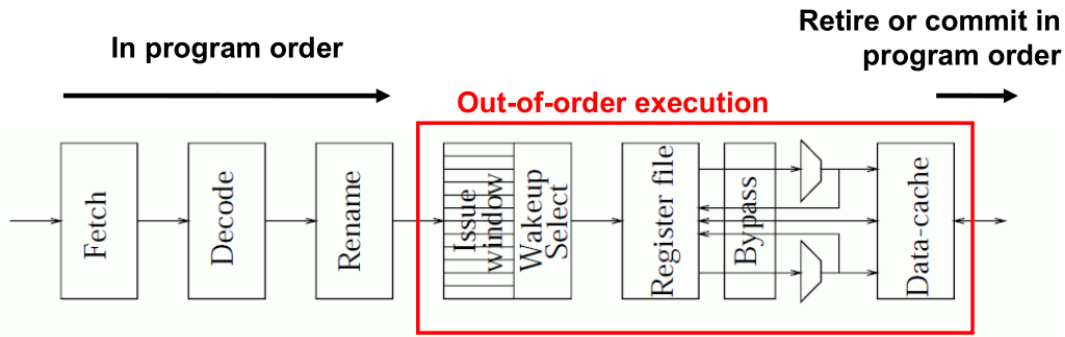 Retire or commit in
program order
In program order
Out-of-order execution
Fetch
Decode
Rename
Issue
window
Wakeup
Select
Register file
Bypass
Data-cache